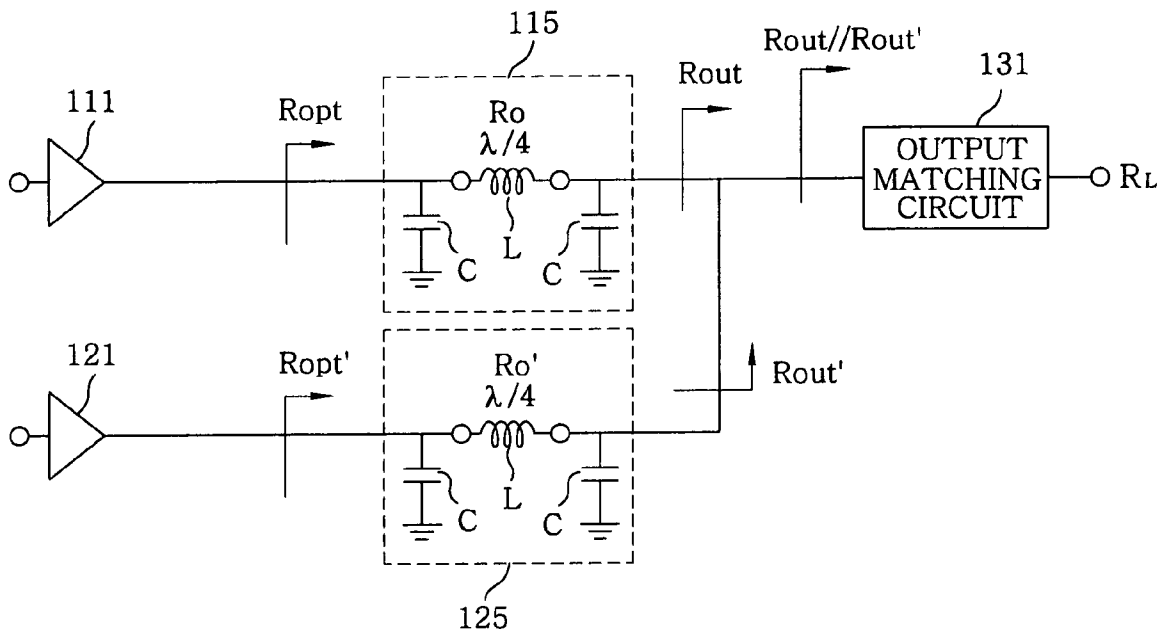 115
Rout//Rout'
Rout
131
111
Ropt
Ro
λ/4
OUTPUT
MATCHING
CIRCUIT
RL
C
L
C
121
Ropt'
Ro'
λ/4
Rout'
C
L
C
125